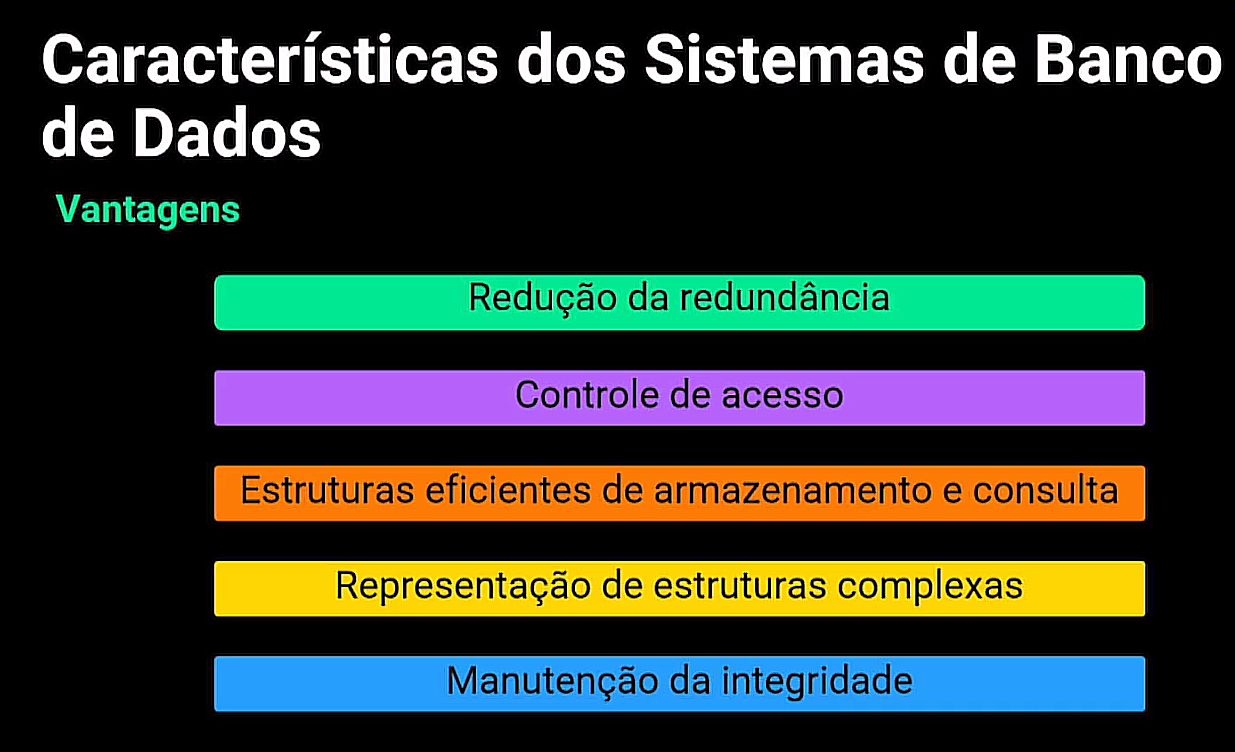 Características dos Sistemas de Banco
de Dados
Vantagens
Redução da redundância
Controle de acesso
Estruturas eficientes de armazenamento e consulta
Representação de estruturas complexas
Manutenção da integridade